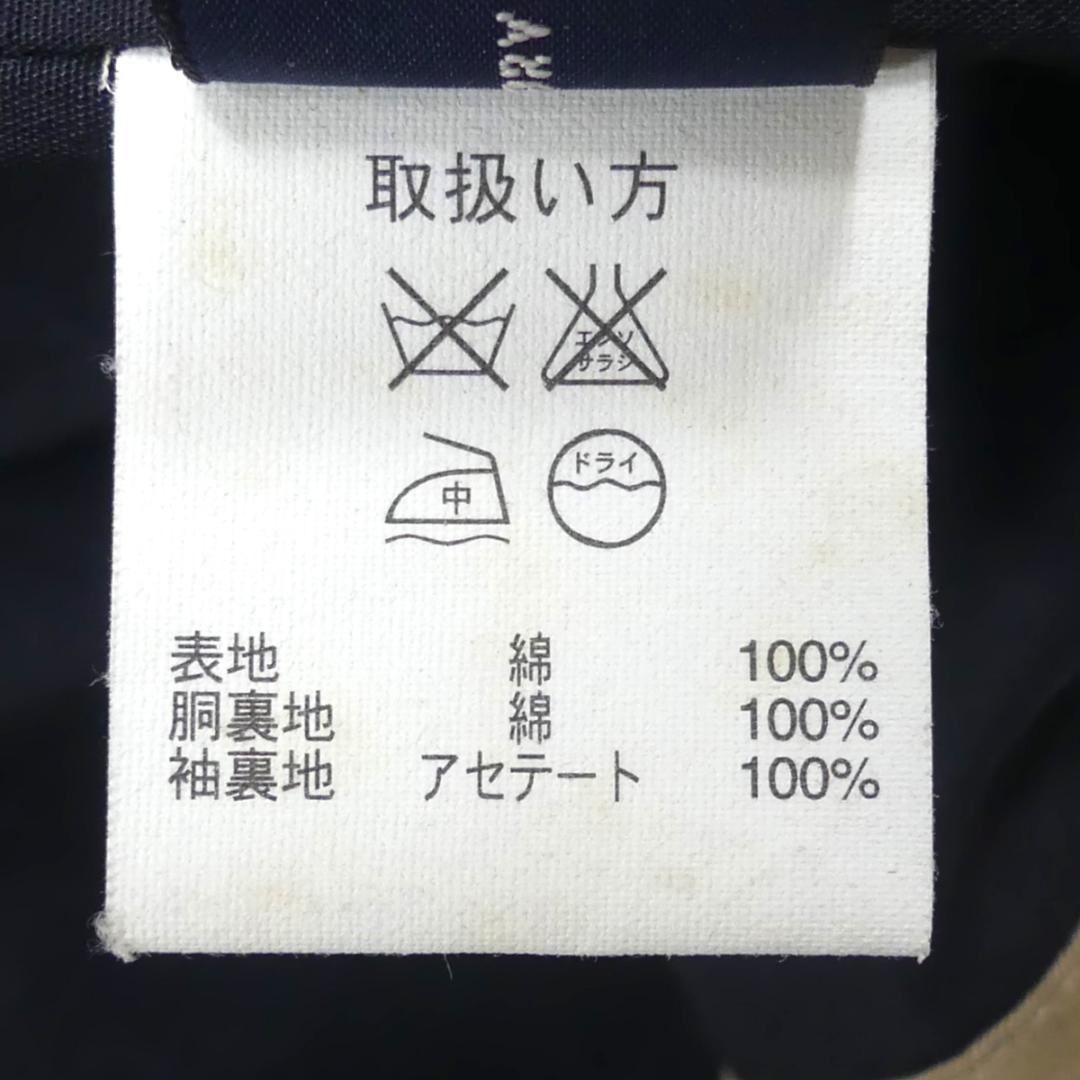 取扱い方
エンソ
サラシ
中
ドライ
表地 綿 100%
胴裏地 綿 100%
袖裏地 アセテート 100%